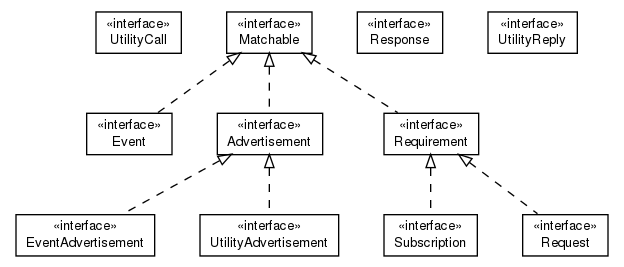 «interface»
UtilityCall
«interface»
Matchable
«interface»
Response
«interface»
UtilityReply
«interface»
Event
«interface»
Advertisement
«interface»
Requirement
«interface»
EventAdvertisement
«interface»
UtilityAdvertisement
«interface»
Subscription
«interface»
Request